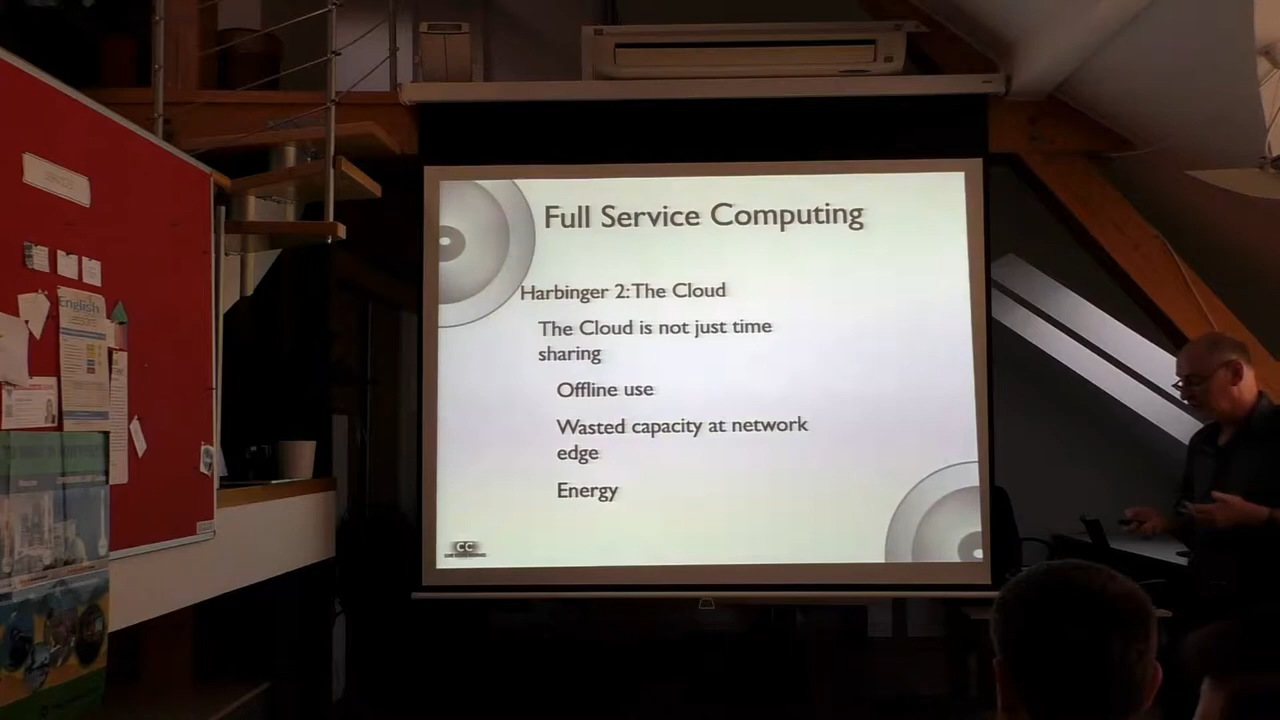 Full Service Computing
Harbinger 2: The Cloud
The Cloud is not just time
sharing
Offline use
Wasted capacity at network
edge
Energy
CC
English